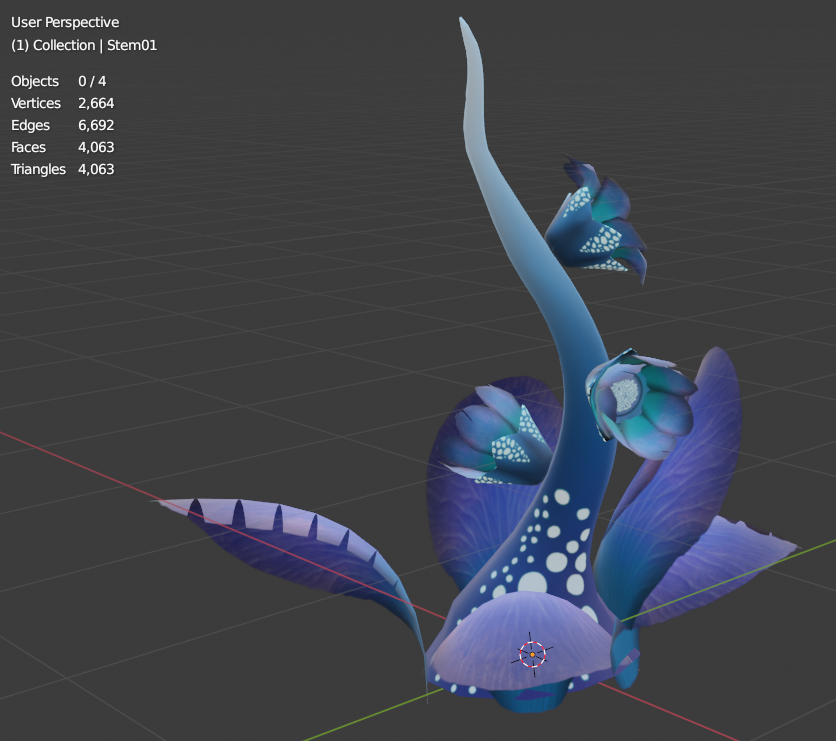 User Perspective
(1) Collection | Stem01
Objects 0 / 4
Vertices 2,664
Edges 6,692
Faces 4,063
Triangles 4,063